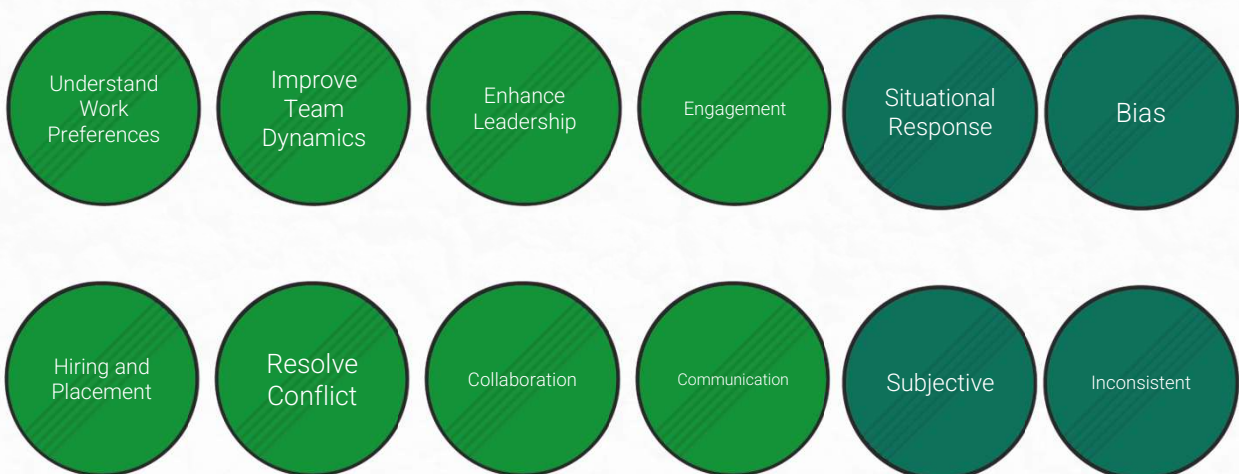 Understand
Work
Preferences
Improve
Team
Dynamics
Enhance
Leadership
Engagement
Situational
Response
Bias
Hiring and
Placement
Resolve
Conflict
Collaboration
Communication
Subjective
Inconsistent